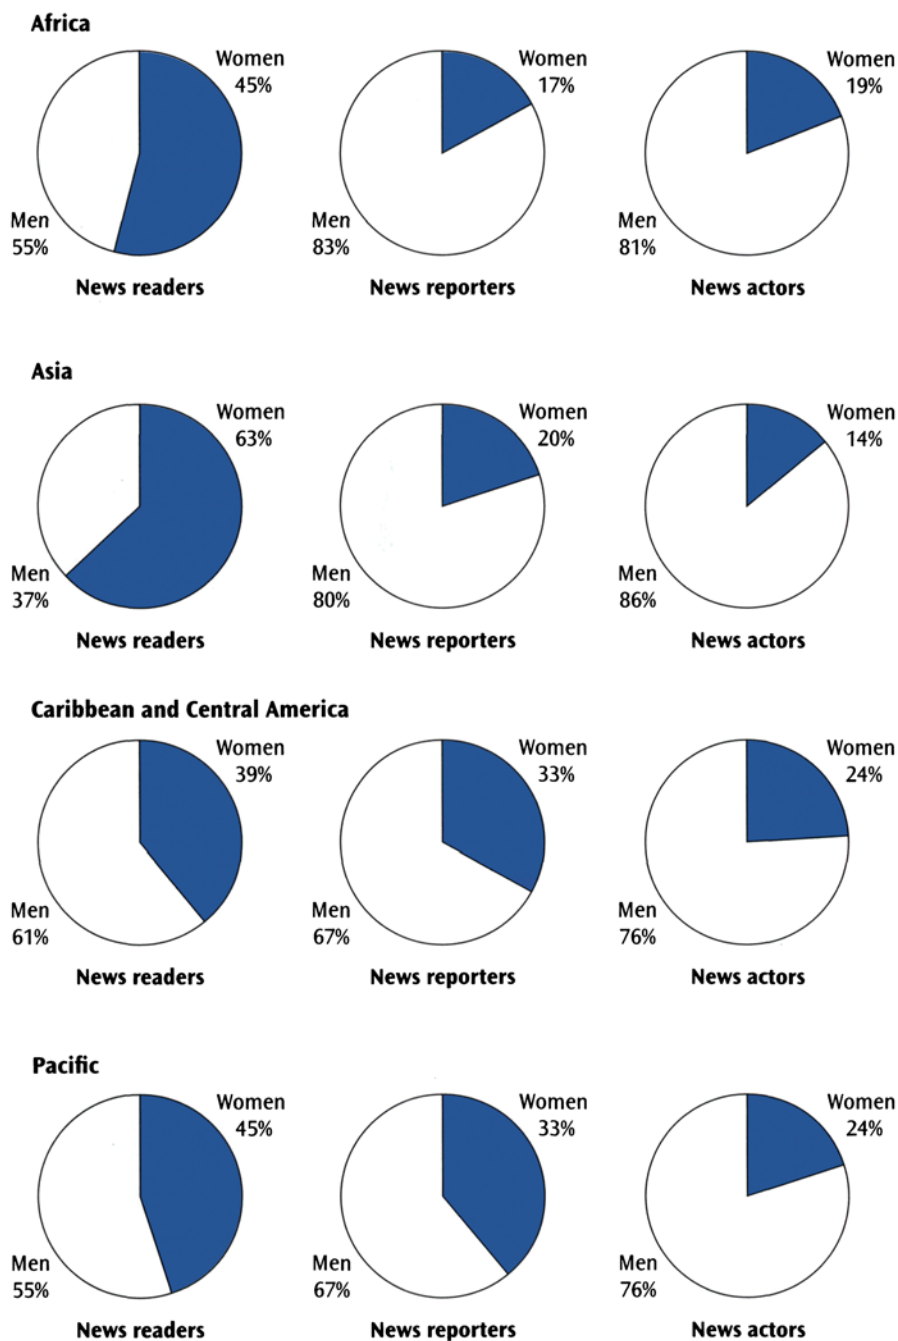 Africa
Women
45%
Men
55%
News readers
Women
17%
Men
83%
News reporters
Women
19%
Men
81%
News actors
Asia
Women
63%
Men
37%
News readers
Women
20%
Men
80%
News reporters
Women
14%
Men
86%
News actors
Caribbean and Central America
Women
39%
Men
61%
News readers
Women
33%
Men
67%
News reporters
Women
24%
Men
76%
News actors
Pacific
Women
45%
Men
55%
News readers
Women
33%
Men
67%
News reporters
Women
24%
Men
76%
News actors